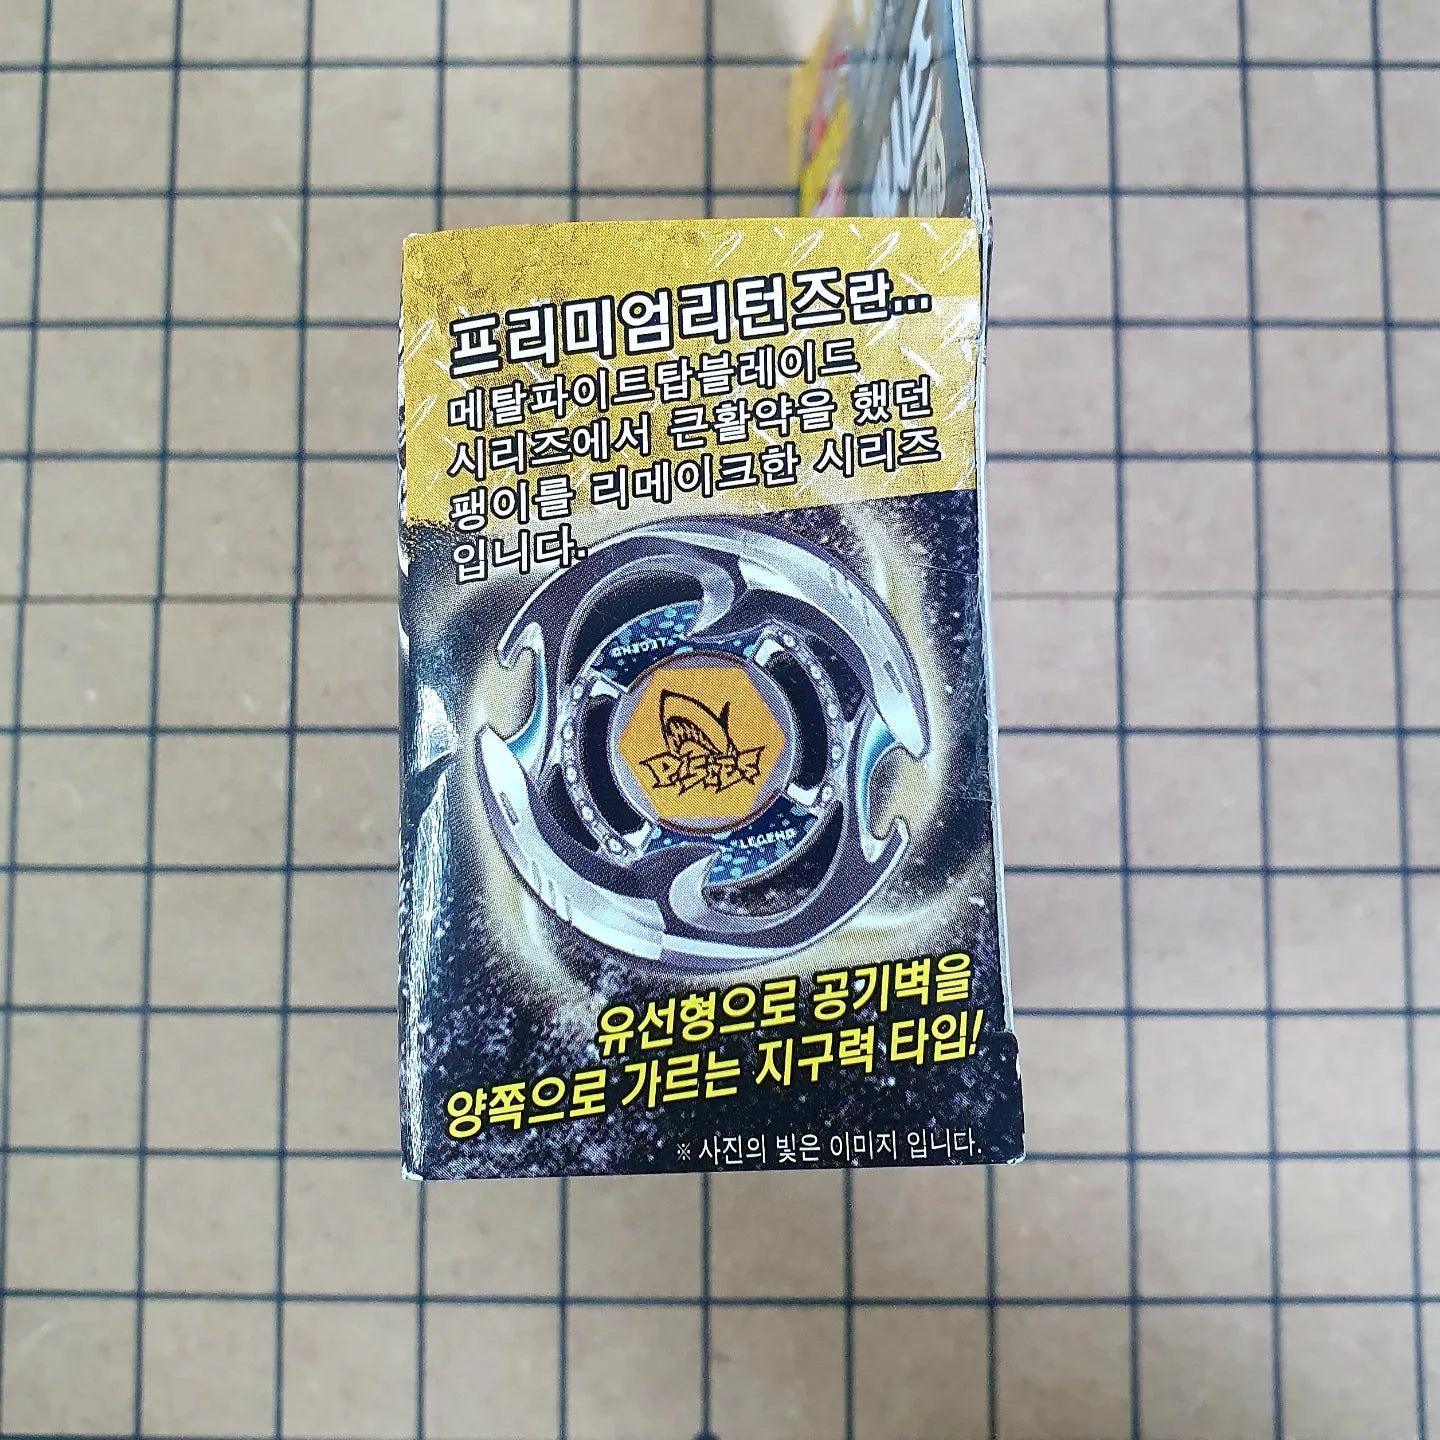 프리미엄리턴즈란...
메탈파이트탑블레이드
시리즈에서 큰활약을 했던
팽이를 리메이크한 시리즈
입니다.
LEGEND
PISCES
LEGEND
유선형으로 공기벽을
양쪽으로 가르는 지구력 타입!
※ 사진의 빛은 이미지 입니다.